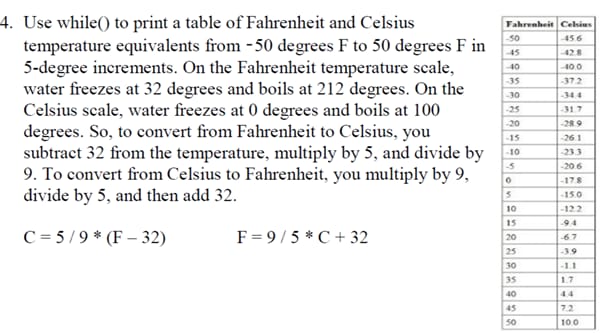 4. Use while() to print a table of Fahrenheit and Celsius
temperature equivalents from -50 degrees F to 50 degrees F in
5-degree increments. On the Fahrenheit temperature scale,
water freezes at 32 degrees and boils at 212 degrees. On the
Celsius scale, water freezes at 0 degrees and boils at 100
degrees. So, to convert from Fahrenheit to Celsius, you
subtract 32 from the temperature, multiply by 5, and divide by
9. To convert from Celsius to Fahrenheit, you multiply by 9,
divide by 5, and then add 32.
C = 5 / 9 * (F – 32) F = 9 / 5 * C + 32
Fahrenheit Celsius
-50 -45.6
-45 -42.8
-40 -40.0
-35 -37.2
-30 -34.4
-25 -31.7
-20 -28.9
-15 -26.1
-10 -23.3
-5 -20.6
0 -17.8
5 -15.0
10 -12.2
15 -9.4
20 -6.7
25 -3.9
30 -1.1
35 1.7
40 4.4
45 7.2
50 10.0